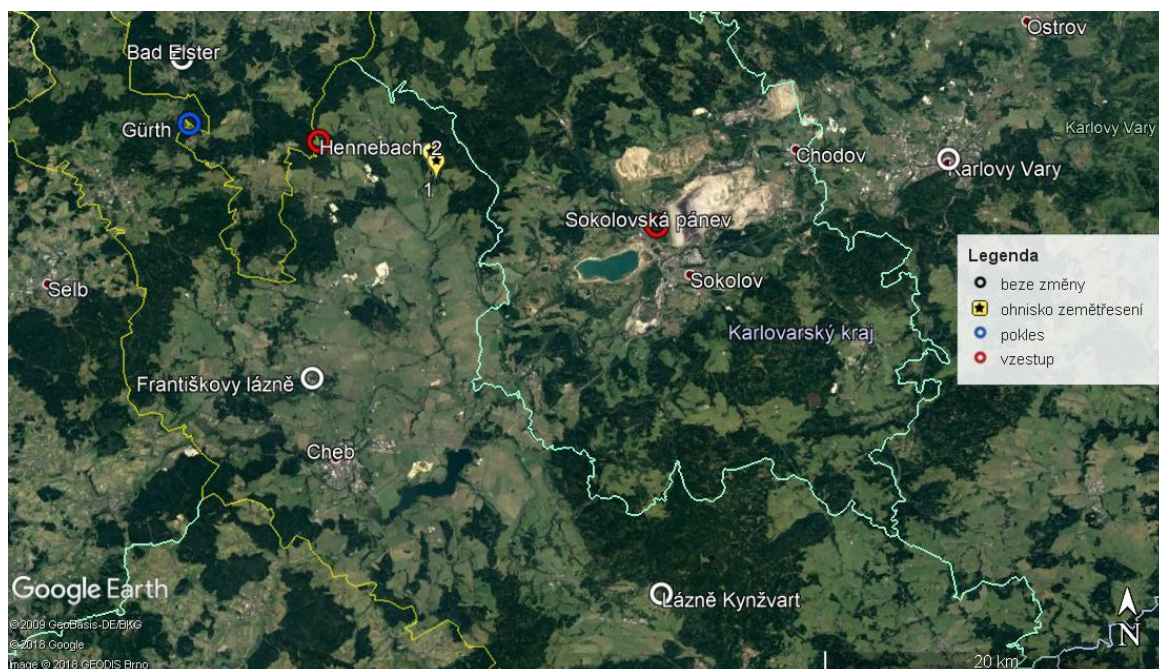 Ostrov
Bad Elster
Gürth
Hennebach 2
1
Karlovy Vary
Chodov
Karlovy Vary
Sokolovská pánev
Selb
Sokolov
Legenda
beze změny
ohnisko zemětřesení
pokles
vzestup
Karlovarský kraj
Františkovy lázně
Cheb
Google Earth
Lázně Kynžvart
© 2009 GeoBasis-DE/BKG
© 2018 Google
Image © 2018 GEODIS Brno
N
20 km